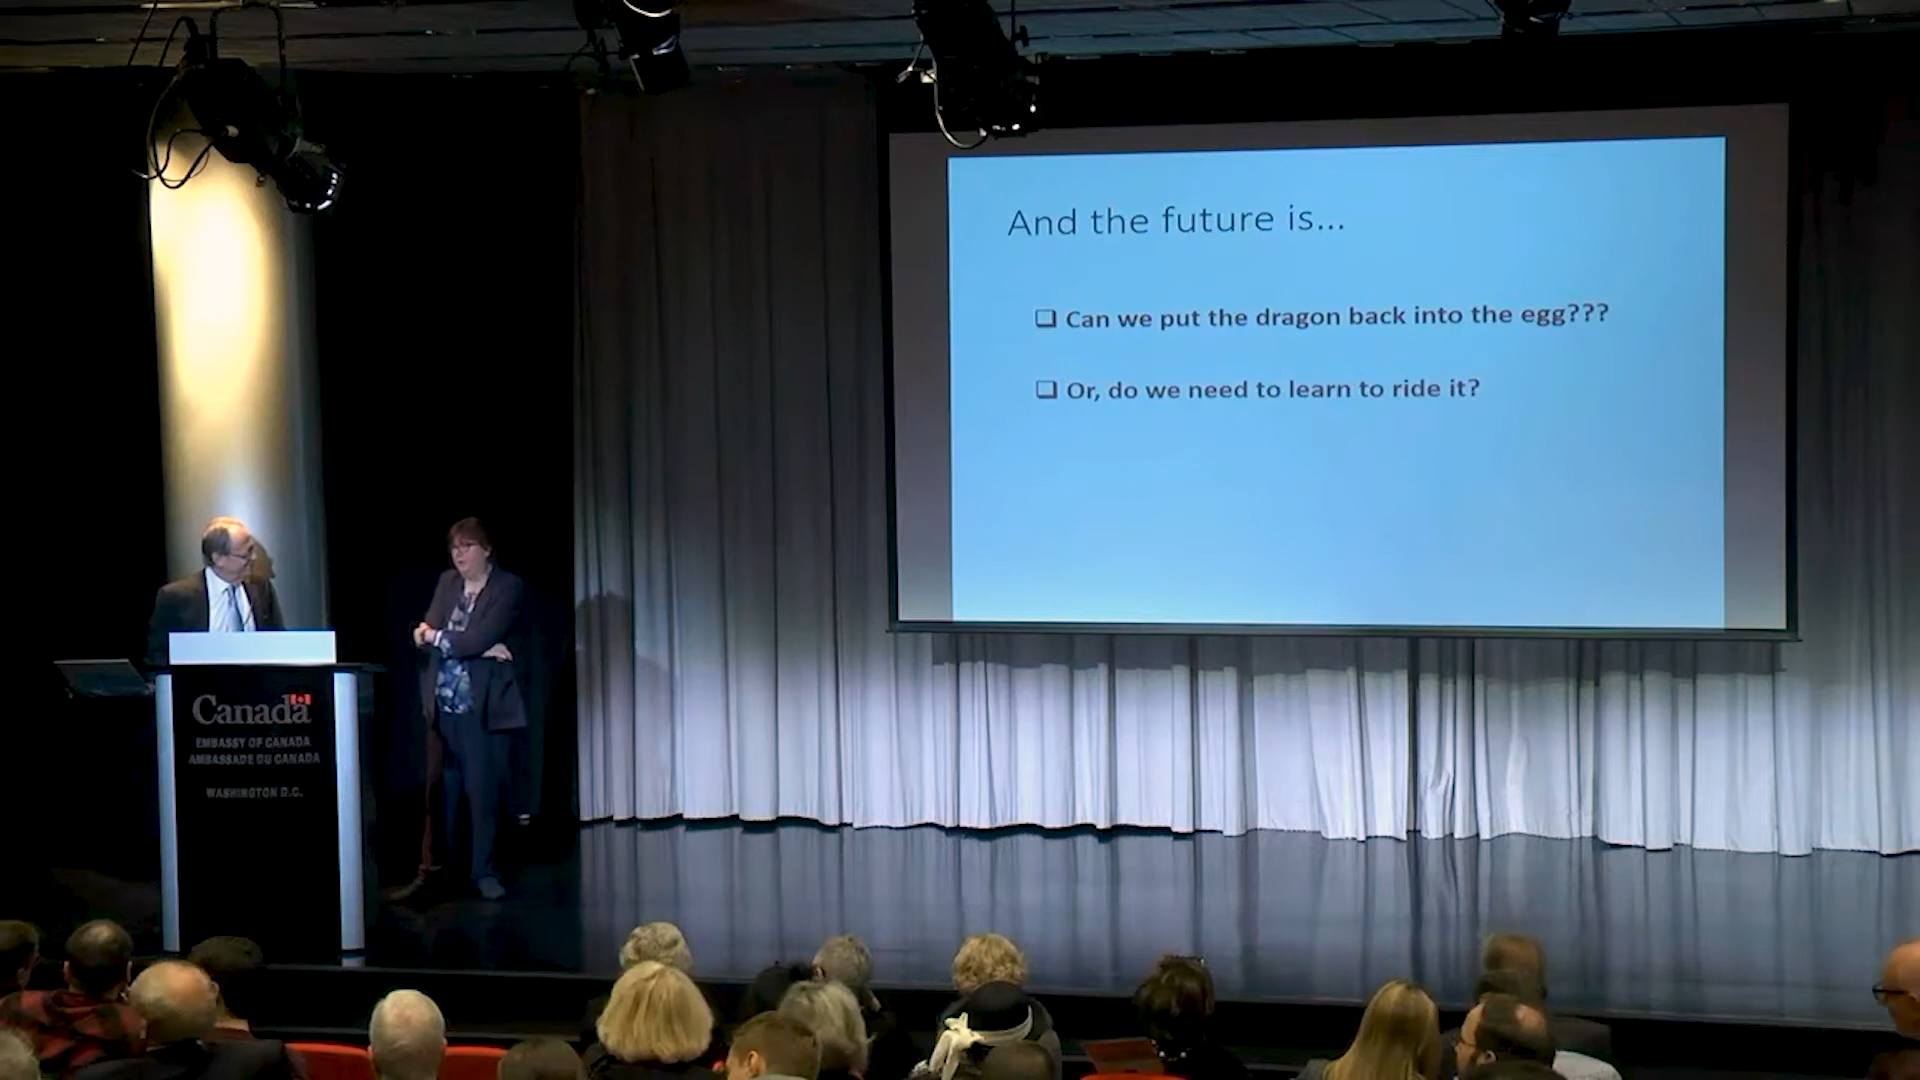 And the future is...
Can we put the dragon back into the egg???
Or, do we need to learn to ride it?
Canada
EMBASSY OF CANADA
AMBASSADE DU CANADA
WASHINGTON D.C.